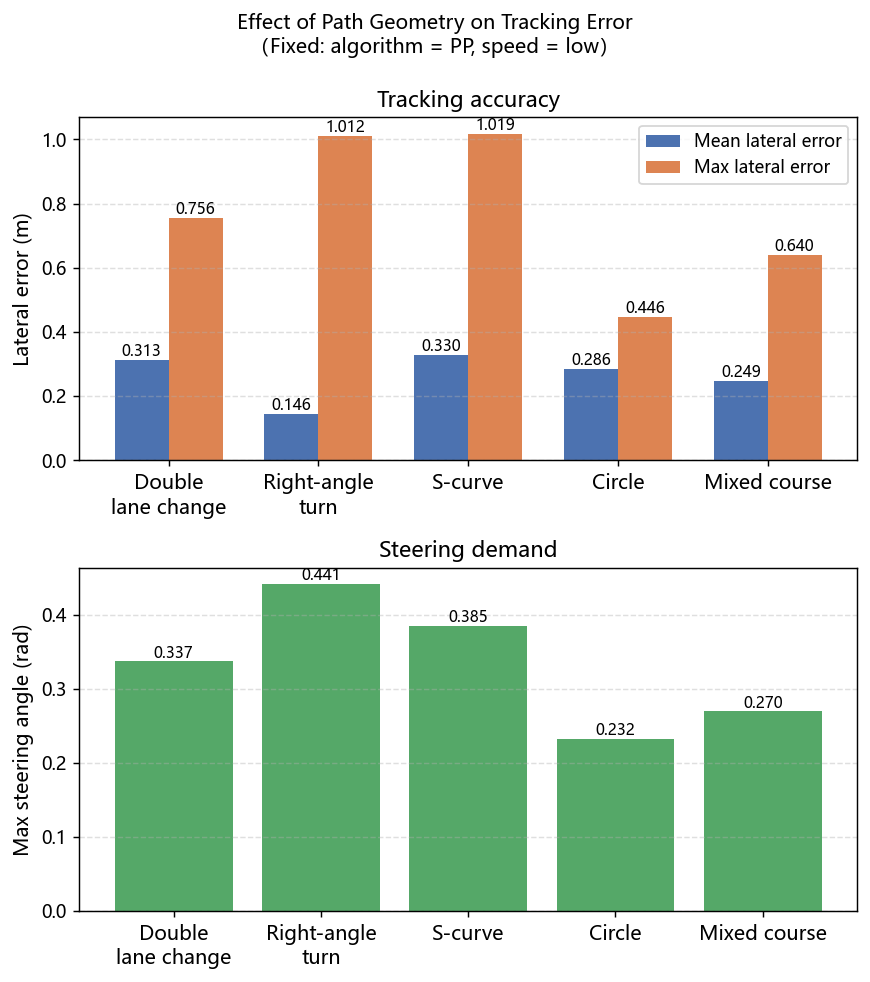 Effect of Path Geometry on Tracking Error
(Fixed: algorithm = PP, speed = low)
Tracking accuracy
Lateral error (m)
1.0
0.8
0.6
0.4
0.2
0.0
Mean lateral error
Max lateral error
0.313
0.756
0.146
1.012
0.330
1.019
0.286
0.446
0.249
0.640
Double
lane change
Right-angle
turn
S-curve
Circle
Mixed course
Steering demand
Max steering angle (rad)
0.4
0.3
0.2
0.1
0.0
0.337
0.441
0.385
0.232
0.270
Double
lane change
Right-angle
turn
S-curve
Circle
Mixed course